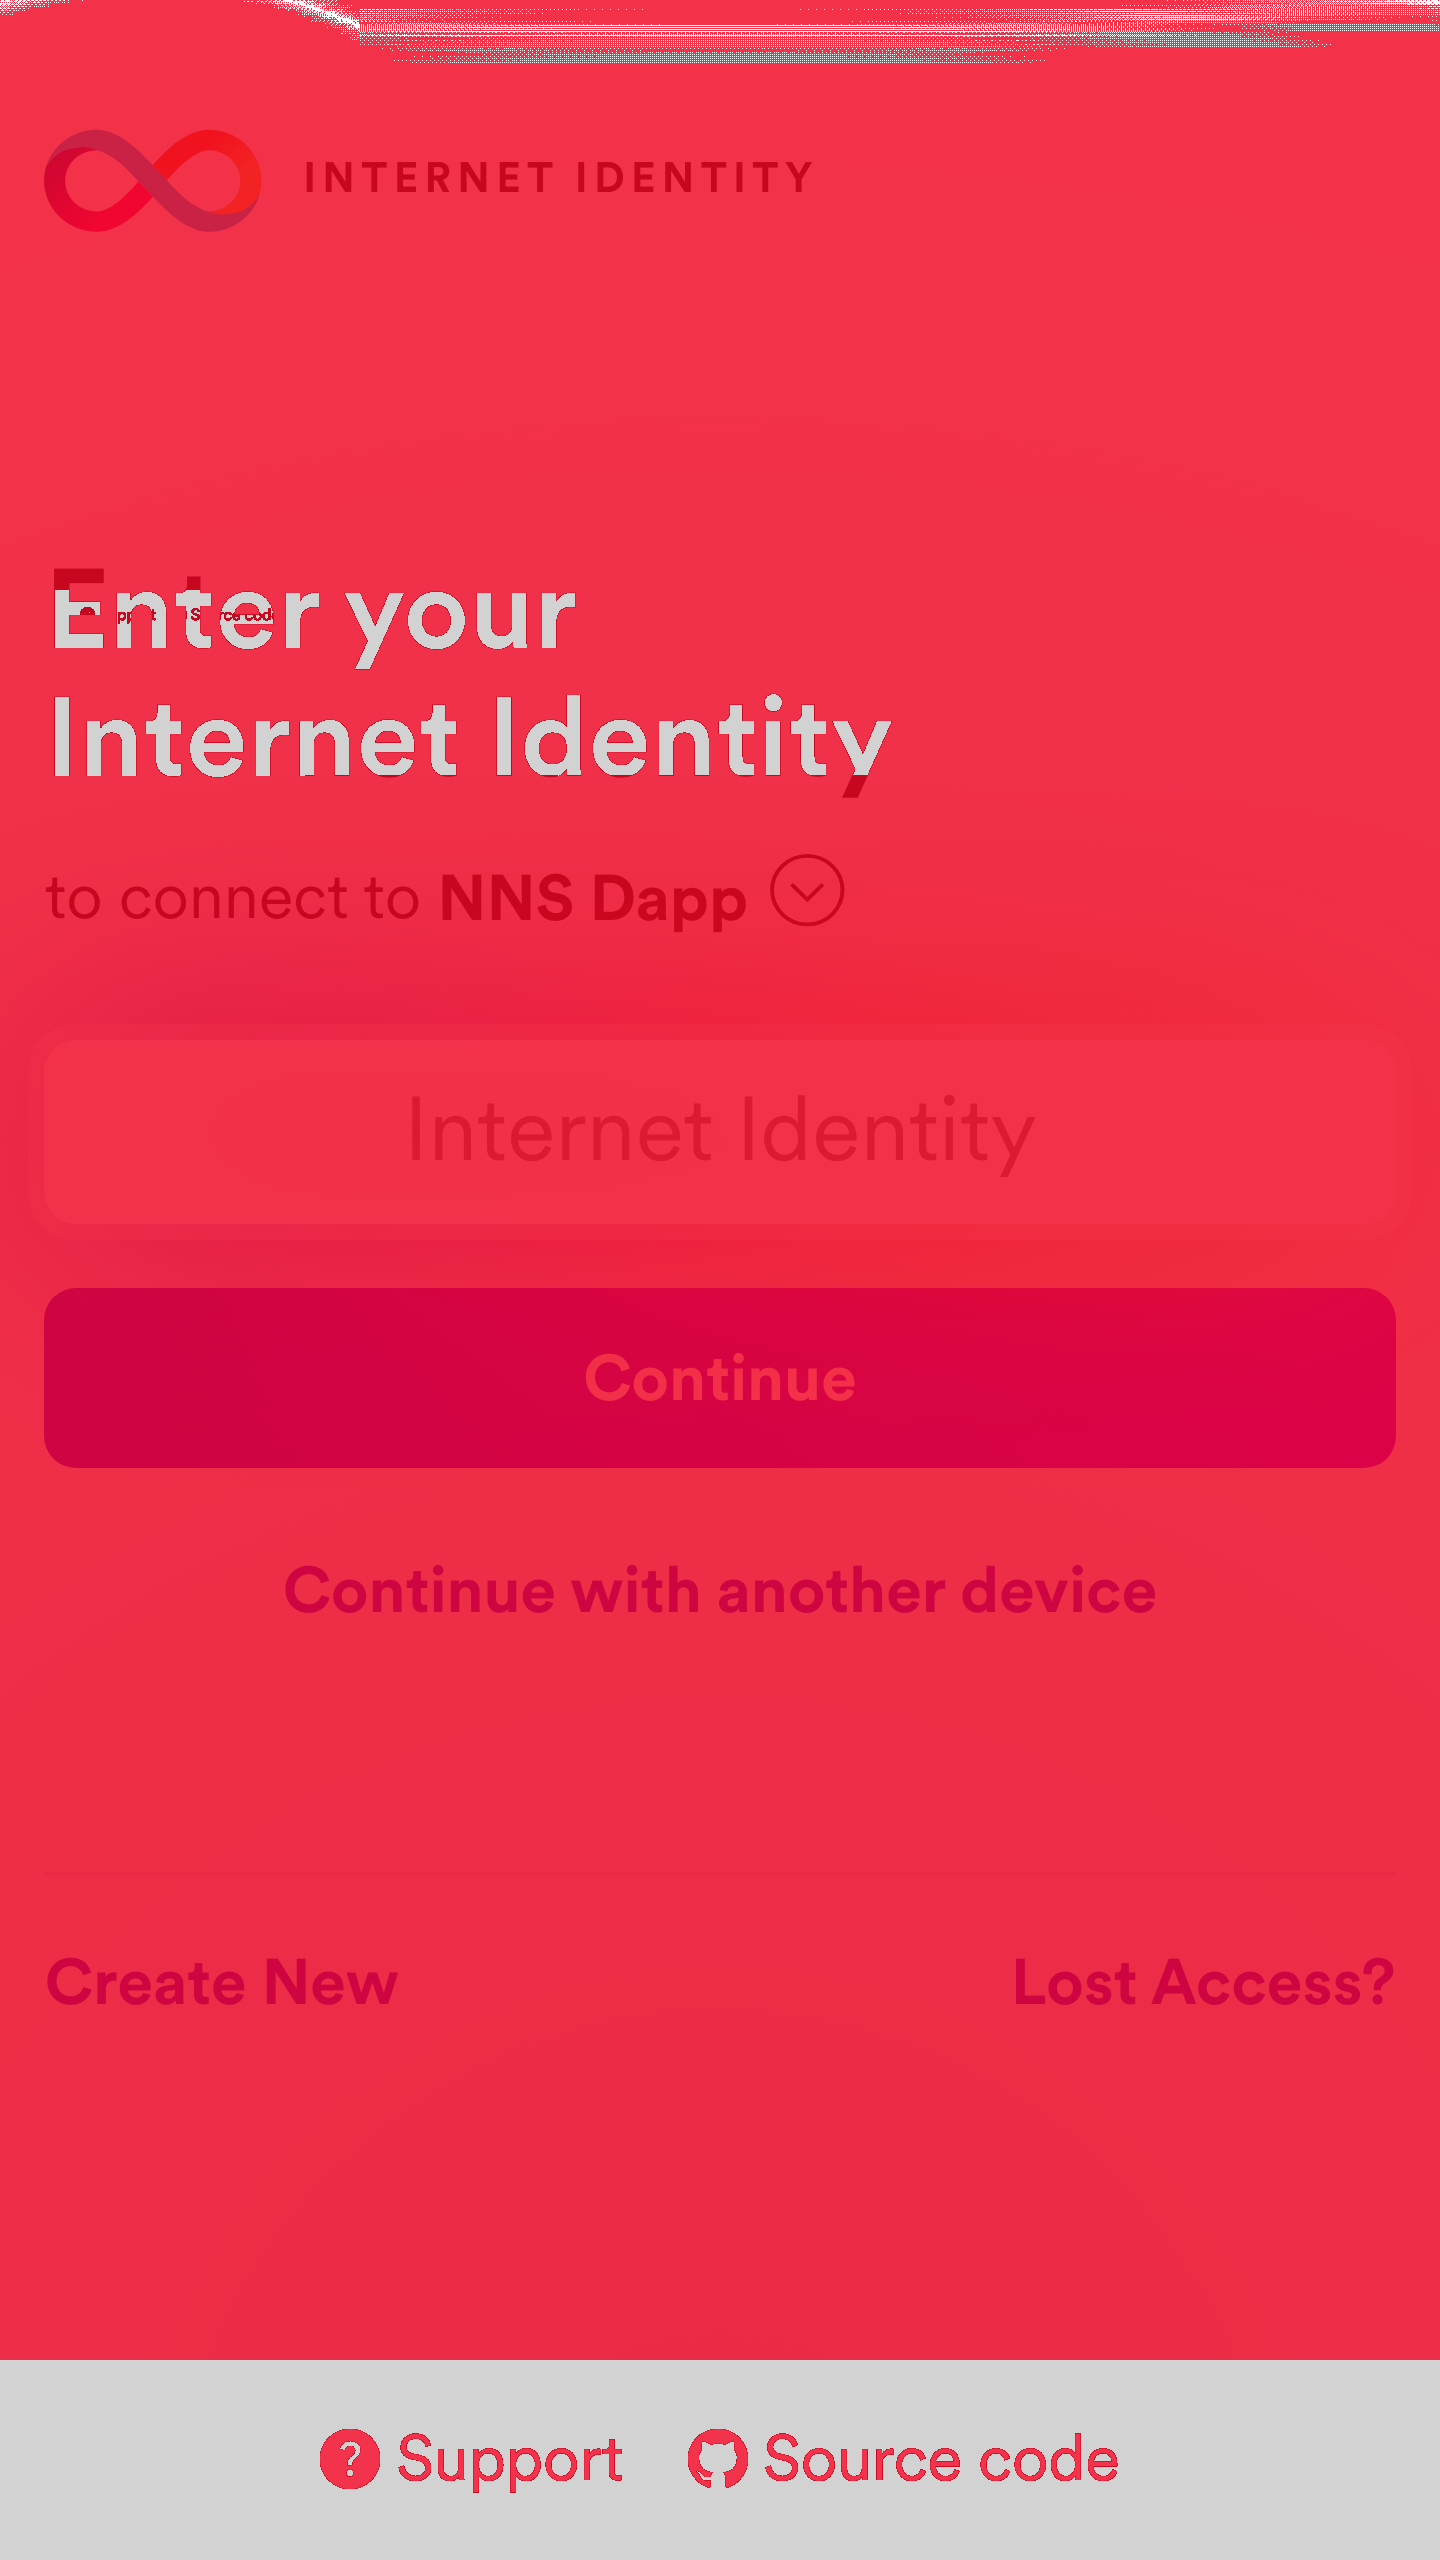 INTERNET IDENTITY
Enter your
Internet Identity
to connect to NNS Dapp
Internet Identity
Continue
Continue with another device
Create New
Lost Access?
Support
Source code